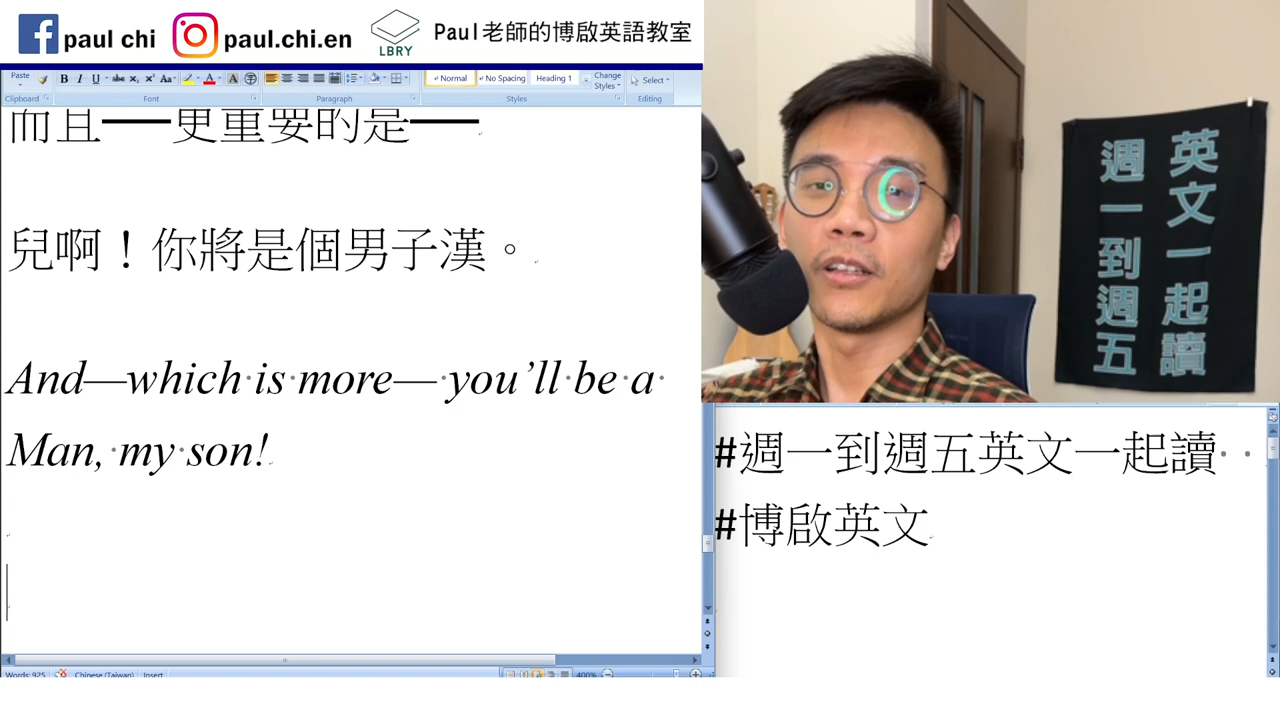 paul chi
paul.chi.en
LBRY
Paul老師的博啟英語教室
Paste
Clipboard
Font
Paragraph
Normal
No Spacing
Heading 1
Change Styles
Styles
Select
Editing
而且——更重要的是——
兒啊！你將是個男子漢。
And—which is more— you’ll be a
Man, my son!
英文一起讀
週一到週五
#週一到週五英文一起讀
#博啟英文
Words: 925
Chinese (Taiwan)
Insert
400%